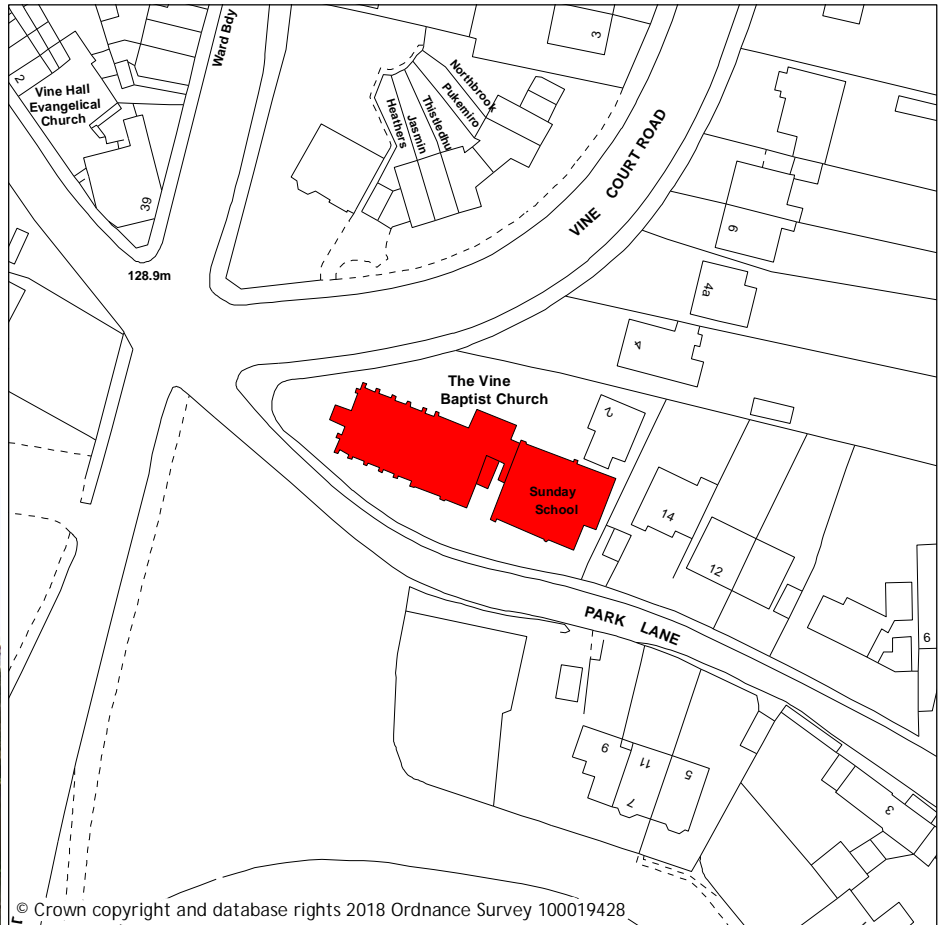 Ward Bdy
3
2
Vine Hall
Evangelical
Church
39
128.9m
Northbrook
Pukemiro
Thistledhu
Jasmin
Heathers
VINE COURT ROAD
6
4a
4
The Vine
Baptist Church
2
Sunday
School
14
12
PARK LANE
6
9
11
7
5
3
© Crown copyright and database rights 2018 Ordnance Survey 100019428